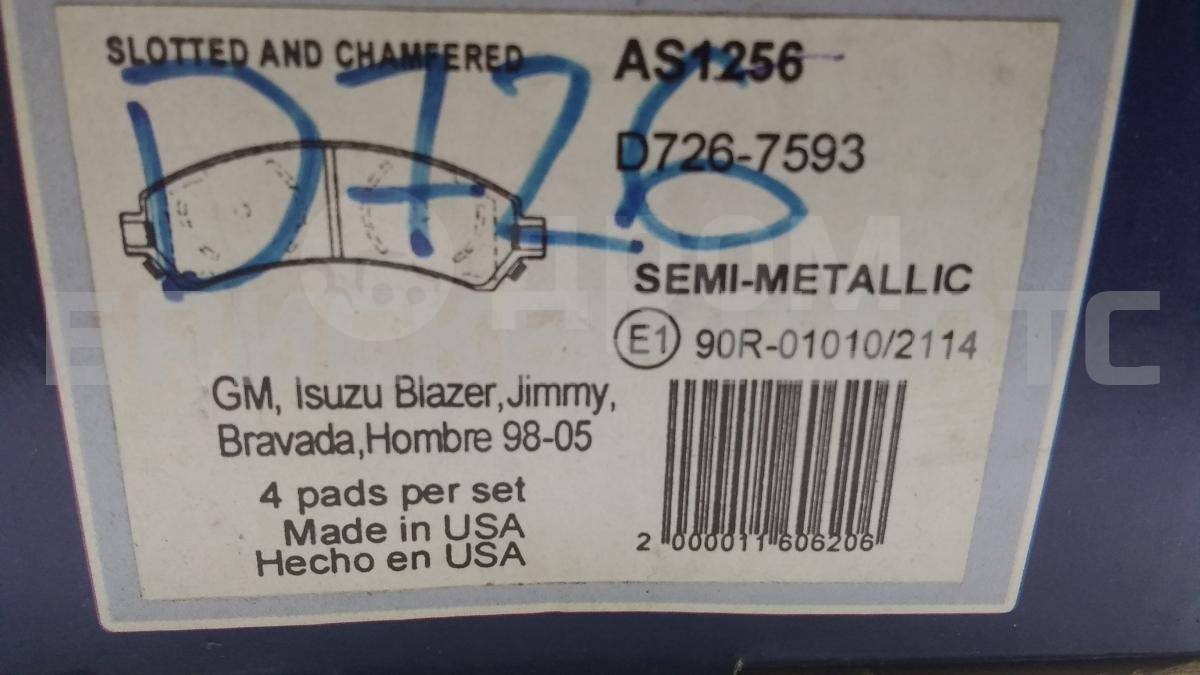 SLOTTED AND CHAMFERED
AS1256
D726
D726-7593
SEMI-METALLIC
E1 90R-01010/2114
GM, Isuzu Blazer,Jimmy,
Bravada,Hombre 98-05
4 pads per set
Made in USA
Hecho en USA
2 000011 606206
ДРОМ